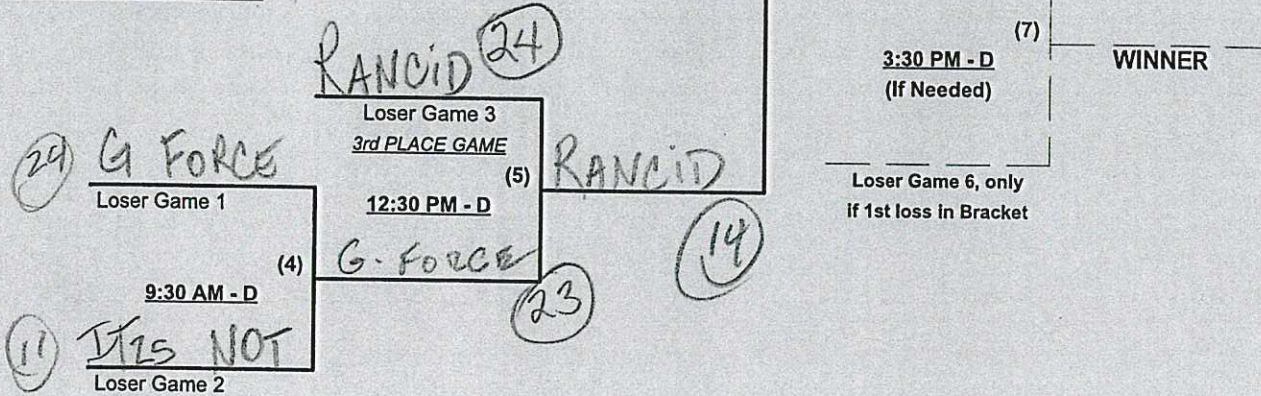 RANCID 24
Loser Game 3
3rd PLACE GAME
(5)
12:30 PM - D
29 G FORCE
Loser Game 1
(4)
9:30 AM - D
11 IT25 NOT
Loser Game 2
G-FORCE
23
RANCID
14
(7)
3:30 PM - D
(If Needed)
WINNER
Loser Game 6, only
if 1st loss in Bracket